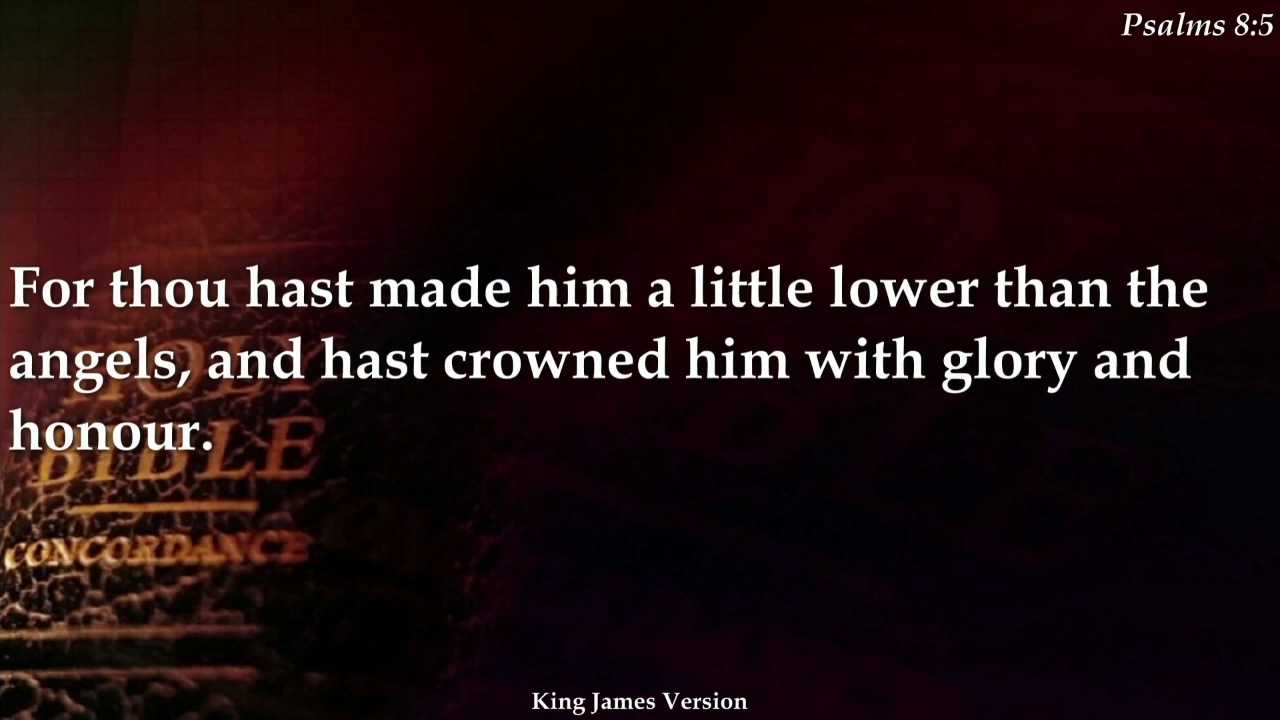 Psalms 8:5
For thou hast made him a little lower than the
angels, and hast crowned him with glory and
honour.
HOLY
BIBLE
CONCORDANCE
King James Version